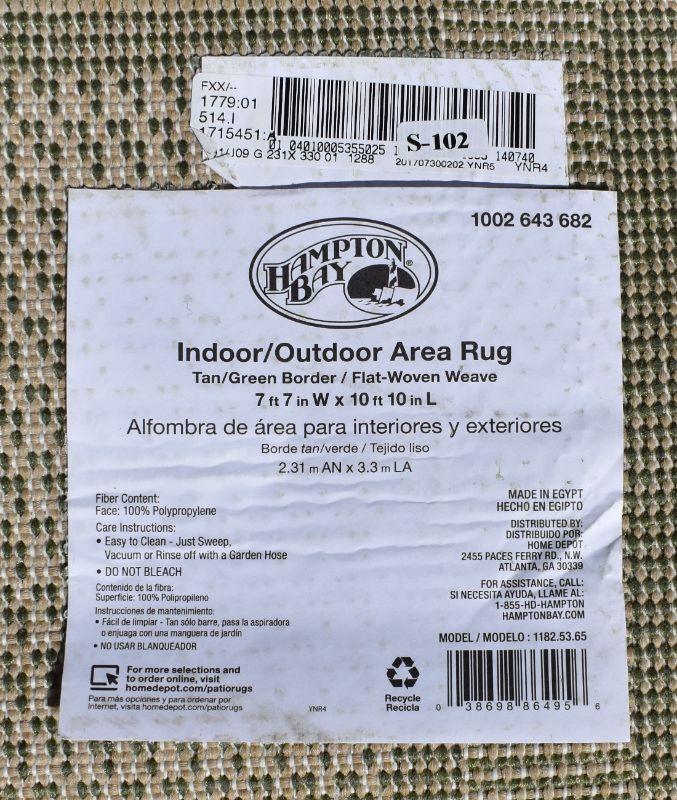 FXX/--
1779:01
514.I
1715451:A
01 04010005355025 1
S-102
140740
J09 G 231X 330 01 1288
201707300202 YNR5
YNR4
1002 643 682
HAMPTON BAY®
Indoor/Outdoor Area Rug
Tan/Green Border / Flat-Woven Weave
7 ft 7 in W x 10 ft 10 in L
Alfombra de área para interiores y exteriores
Borde tan/verde / Tejido liso
2.31 m AN x 3.3 m LA
Fiber Content:
Face: 100% Polypropylene
Care Instructions:
• Easy to Clean - Just Sweep,
Vacuum or Rinse off with a Garden Hose
• DO NOT BLEACH
Contenido de la fibra:
Superficie: 100% Polipropileno
Instrucciones de mantenimiento:
• Fácil de limpiar - Tan sólo barre, pasa la aspiradora
o enjuaga con una manguera de jardín
• NO USAR BLANQUEADOR
For more selections and
to order online, visit
homedepot.com/patiorugs
Para más opciones y para ordenar por
Internet, visita homedepot.com/patiorugs
YNR4
MADE IN EGYPT
HECHO EN EGIPTO
DISTRIBUTED BY:
DISTRIBUIDO POR:
HOME DEPOT
2455 PACES FERRY RD., N.W.
ATLANTA, GA 30339
FOR ASSISTANCE, CALL:
SI NECESITA AYUDA, LLAME AL:
1-855-HD-HAMPTON
HAMPTONBAY.COM
MODEL / MODELO : 1182.53.65
Recycle
Recicla
0 38698 86495 6